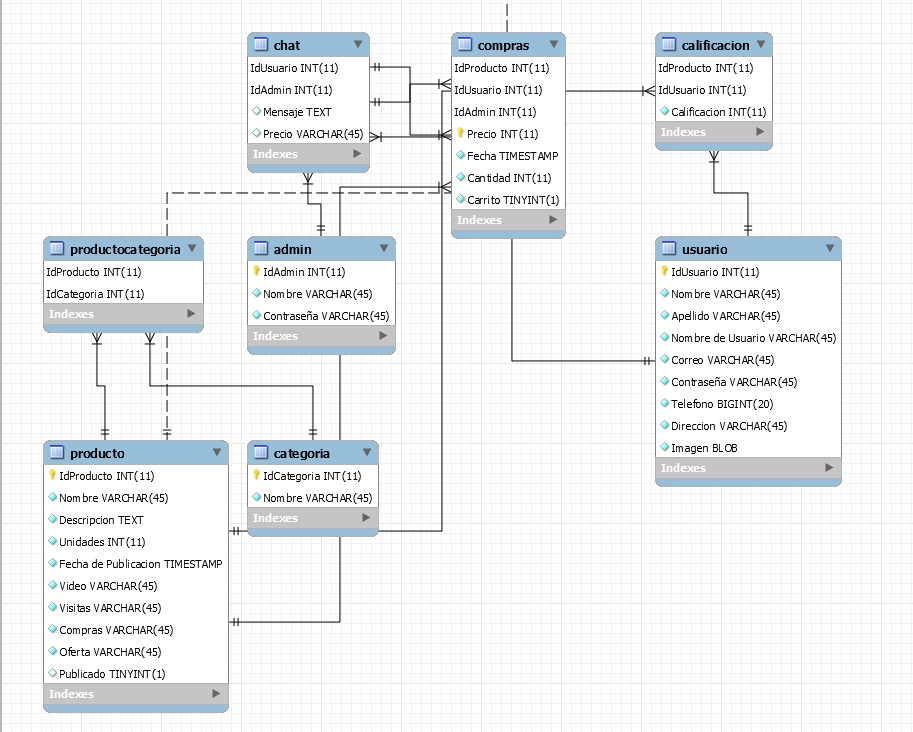 chat
IdUsuario INT(11)
IdAdmin INT(11)
Mensaje TEXT
Precio VARCHAR(45)
Indexes
compras
IdProducto INT(11)
IdUsuario INT(11)
IdAdmin INT(11)
Precio INT(11)
Fecha TIMESTAMP
Cantidad INT(11)
Carrito TINYINT(1)
Indexes
calificacion
IdProducto INT(11)
IdUsuario INT(11)
Calificacion INT(11)
Indexes
productocategoria
IdProducto INT(11)
IdCategoria INT(11)
Indexes
admin
IdAdmin INT(11)
Nombre VARCHAR(45)
Contraseña VARCHAR(45)
Indexes
usuario
IdUsuario INT(11)
Nombre VARCHAR(45)
Apellido VARCHAR(45)
Nombre de Usuario VARCHAR(45)
Correo VARCHAR(45)
Contraseña VARCHAR(45)
Telefono BIGINT(20)
Direccion VARCHAR(45)
Imagen BLOB
Indexes
producto
IdProducto INT(11)
Nombre VARCHAR(45)
Descripcion TEXT
Unidades INT(11)
Fecha de Publicacion TIMESTAMP
Video VARCHAR(45)
Visitas VARCHAR(45)
Compras VARCHAR(45)
Oferta VARCHAR(45)
Publicado TINYINT(1)
Indexes
categoria
IdCategoria INT(11)
Nombre VARCHAR(45)
Indexes